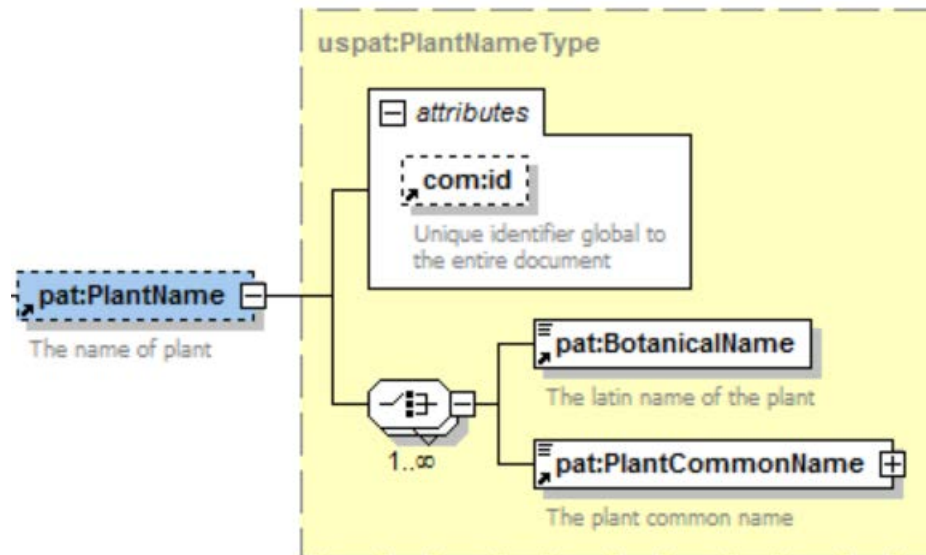 uspat:PlantNameType
attributes
com:id
Unique identifier global to
the entire document
pat:PlantName
The name of plant
1..∞
pat:BotanicalName
The latin name of the plant
pat:PlantCommonName
The plant common name